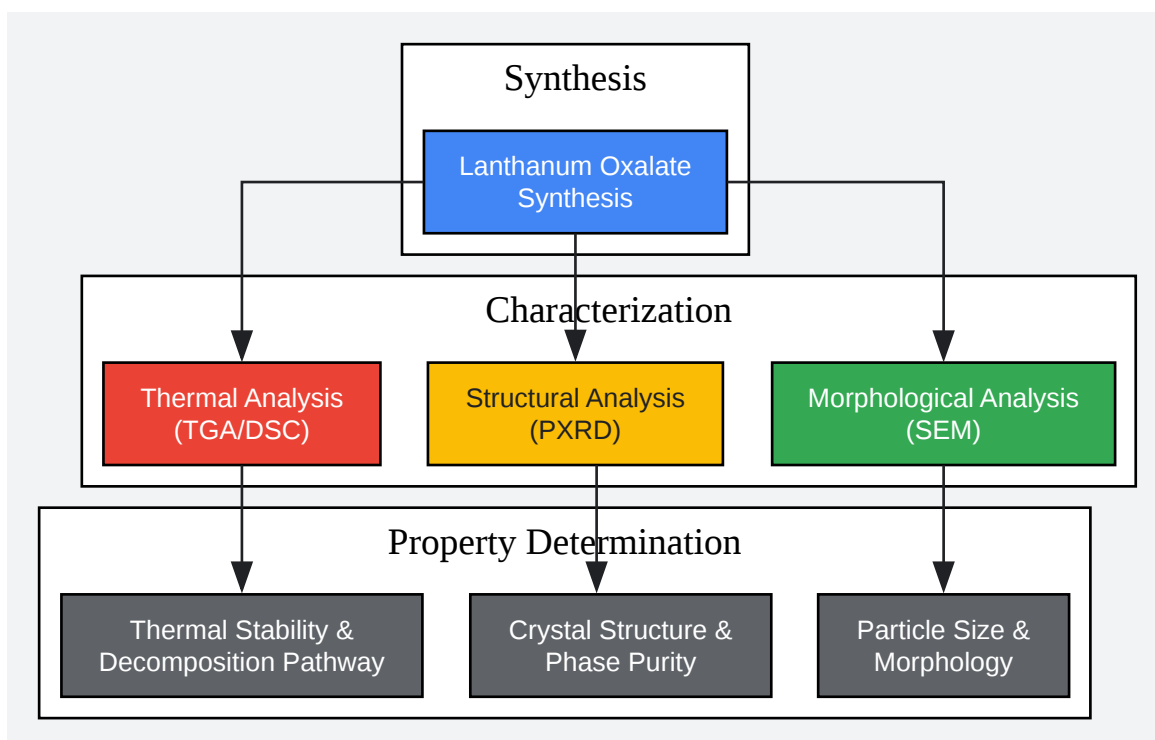 Synthesis
Lanthanum Oxalate
Synthesis
Characterization
Thermal Analysis
(TGA/DSC)
Structural Analysis
(PXRD)
Morphological Analysis
(SEM)
Property Determination
Thermal Stability &
Decomposition Pathway
Crystal Structure &
Phase Purity
Particle Size &
Morphology